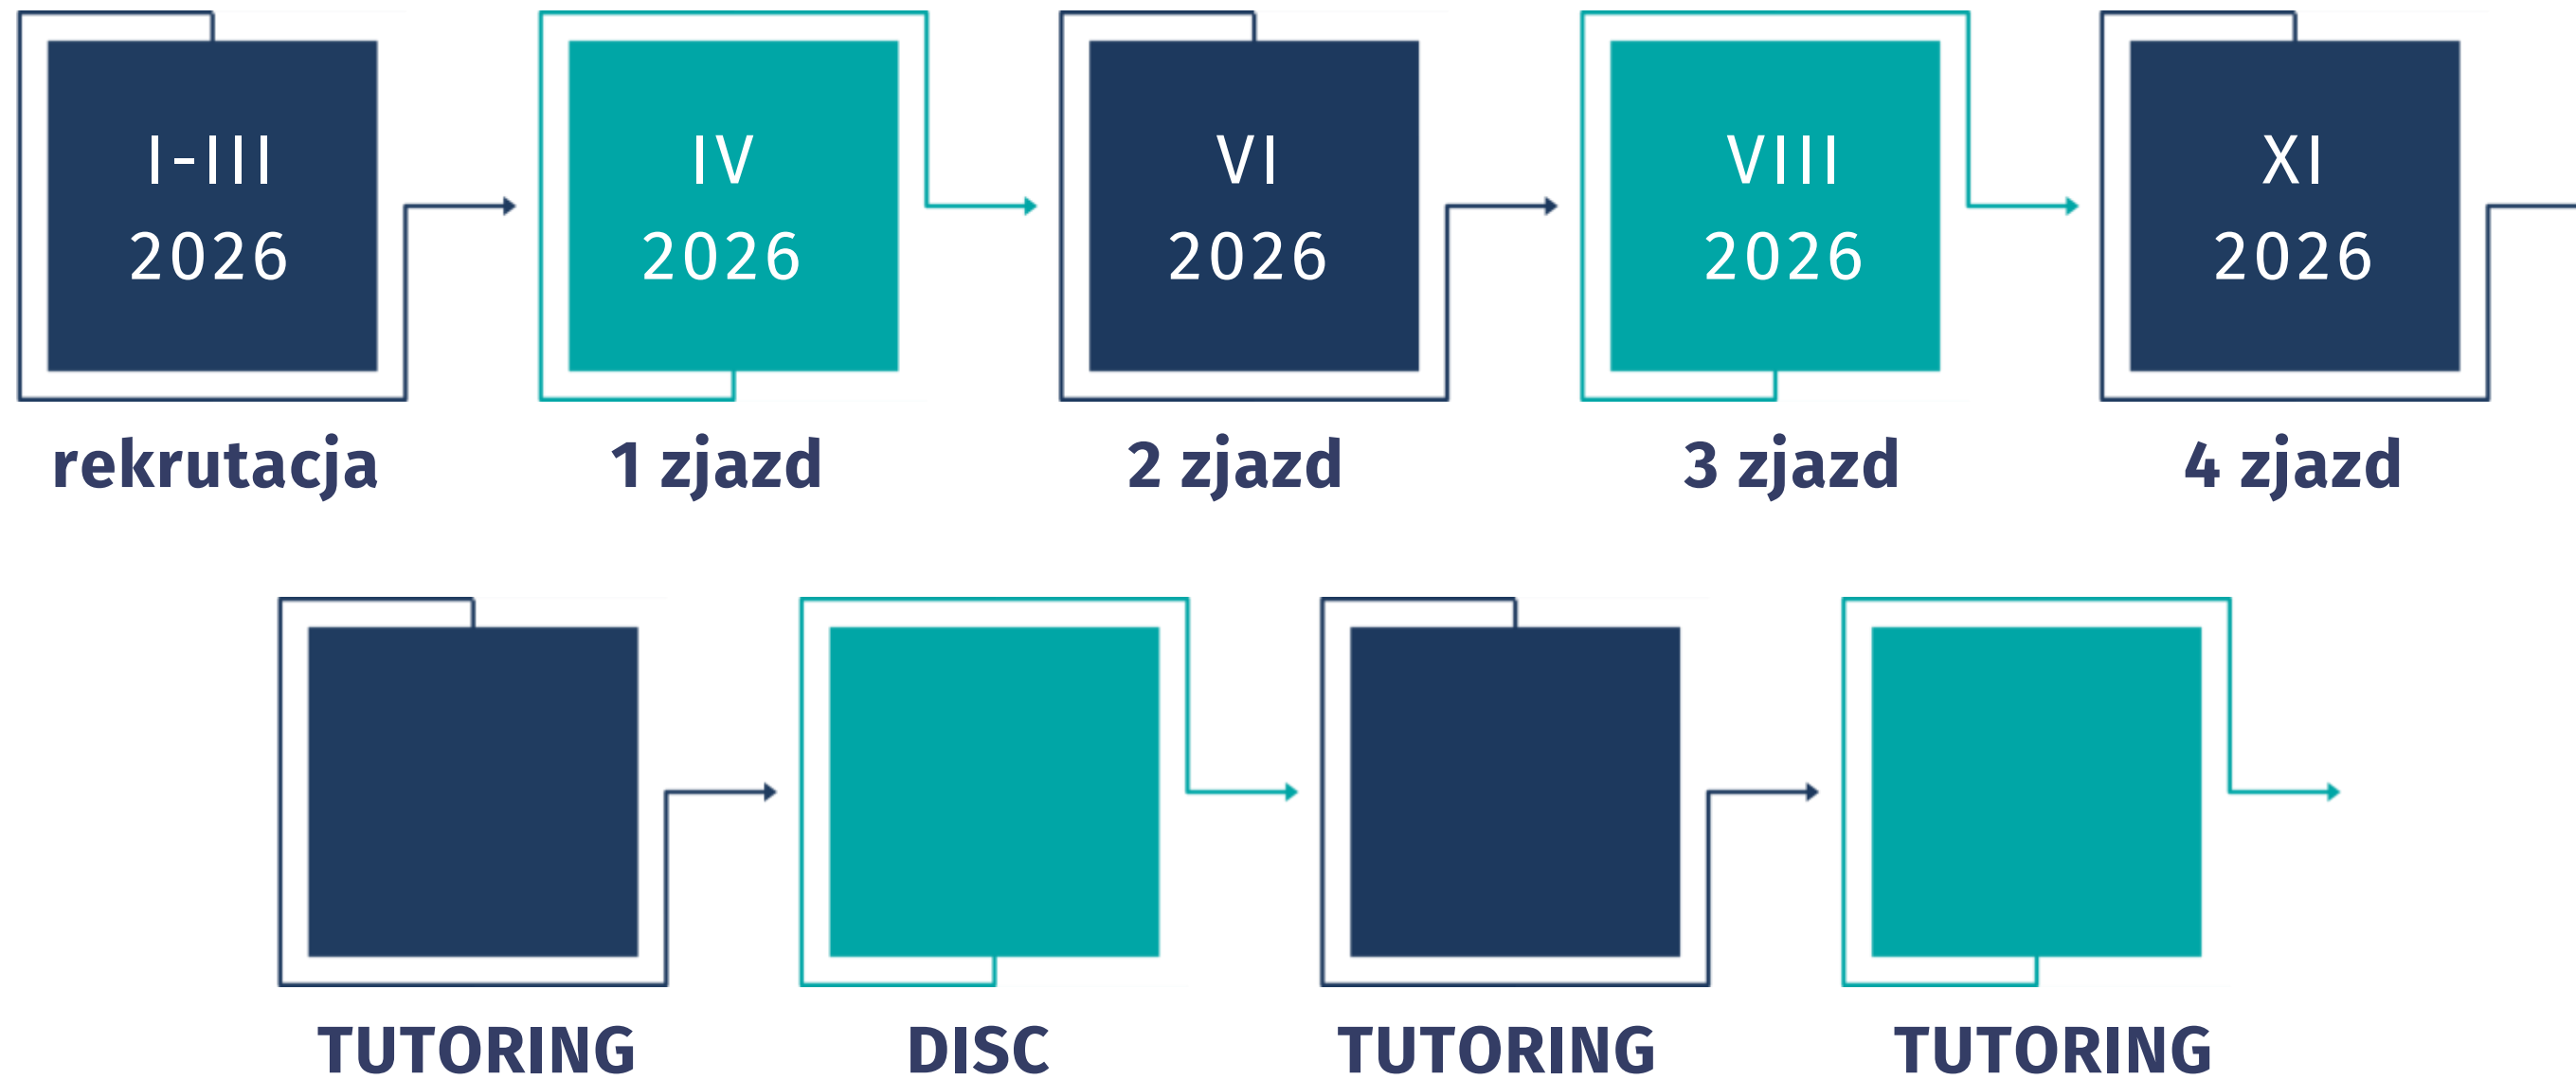 I-III
2026
rekrutacja
IV
2026
1 zjazd
VI
2026
2 zjazd
VIII
2026
3 zjazd
XI
2026
4 zjazd
TUTORING
DISC
TUTORING
TUTORING